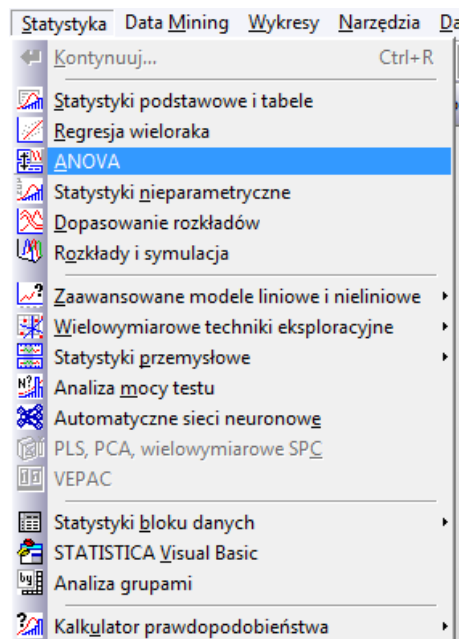 Statystyka Data Mining Wykresy Narzędzia Da
Kontynuuj... Ctrl+R
Statystyki podstawowe i tabele
Regresja wieloraka
ANOVA
Statystyki nieparametryczne
Dopasowanie rozkładów
Rozkłady i symulacja
Zaawansowane modele liniowe i nieliniowe
Wielowymiarowe techniki eksploracyjne
Statystyki przemysłowe
Analiza mocy testu
Automatyczne sieci neuronowe
PLS, PCA, wielowymiarowe SPC
VEPAC
Statystyki bloku danych
STATISTICA Visual Basic
Analiza grupami
Kalkulator prawdopodobieństwa